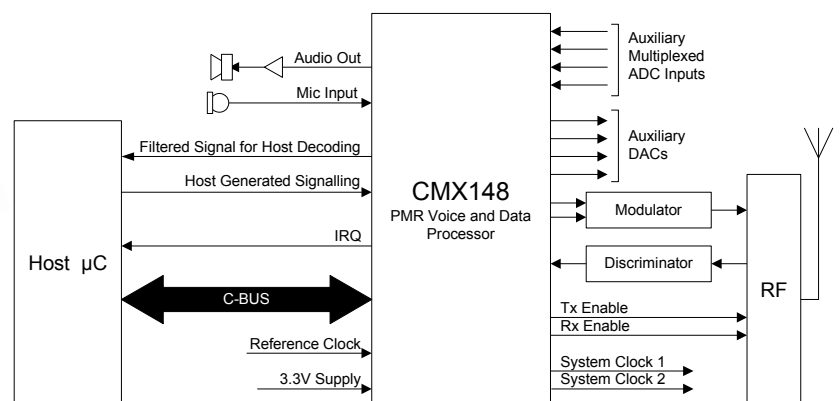 Audio Out
Mic Input
Auxiliary
Multiplexed
ADC Inputs
Filtered Signal for Host Decoding
Host Generated Signalling
IRQ
Host µC
C-BUS
Reference Clock
3.3V Supply
CMX148
PMR Voice and Data
Processor
Auxiliary
DACs
Modulator
Discriminator
RF
Tx Enable
Rx Enable
System Clock 1
System Clock 2